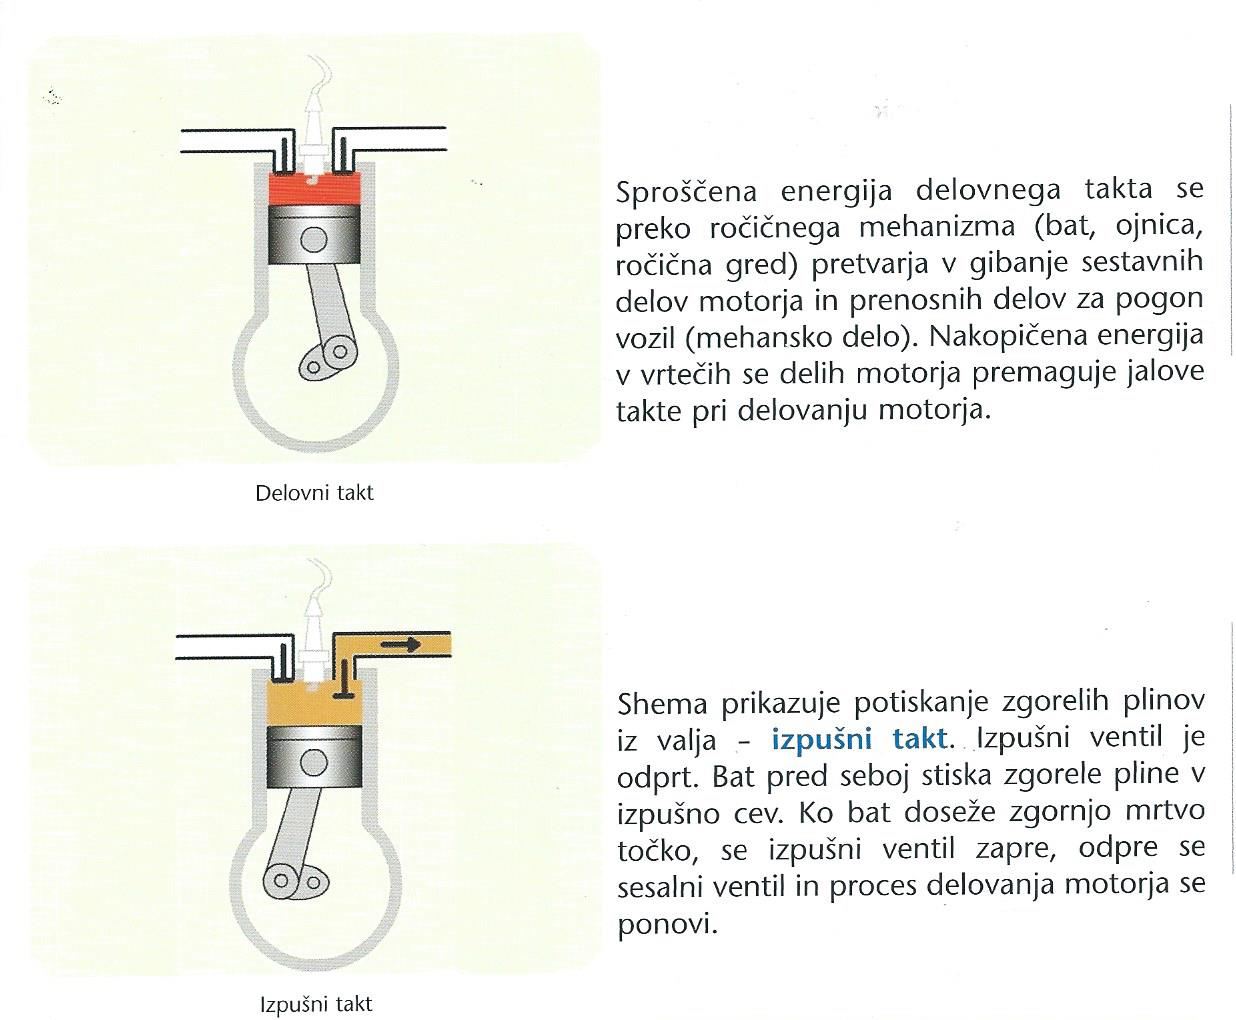 Sproščena energija delovnega takta se
preko ročičnega mehanizma (bat, ojnica,
ročična gred) pretvarja v gibanje sestavnih
delov motorja in prenosnih delov za pogon
vozil (mehansko delo). Nakopičena energija
v vrtečih se delih motorja premaguje jalove
takte pri delovanju motorja.
Delovni takt
Shema prikazuje potiskanje zgorelih plinov
iz valja – izpušni takt. Izpušni ventil je
odprt. Bat pred seboj stiska zgorele pline v
izpušno cev. Ko bat doseže zgornjo mrtvo
točko, se izpušni ventil zapre, odpre se
sesalni ventil in proces delovanja motorja se
ponovi.
Izpušni takt